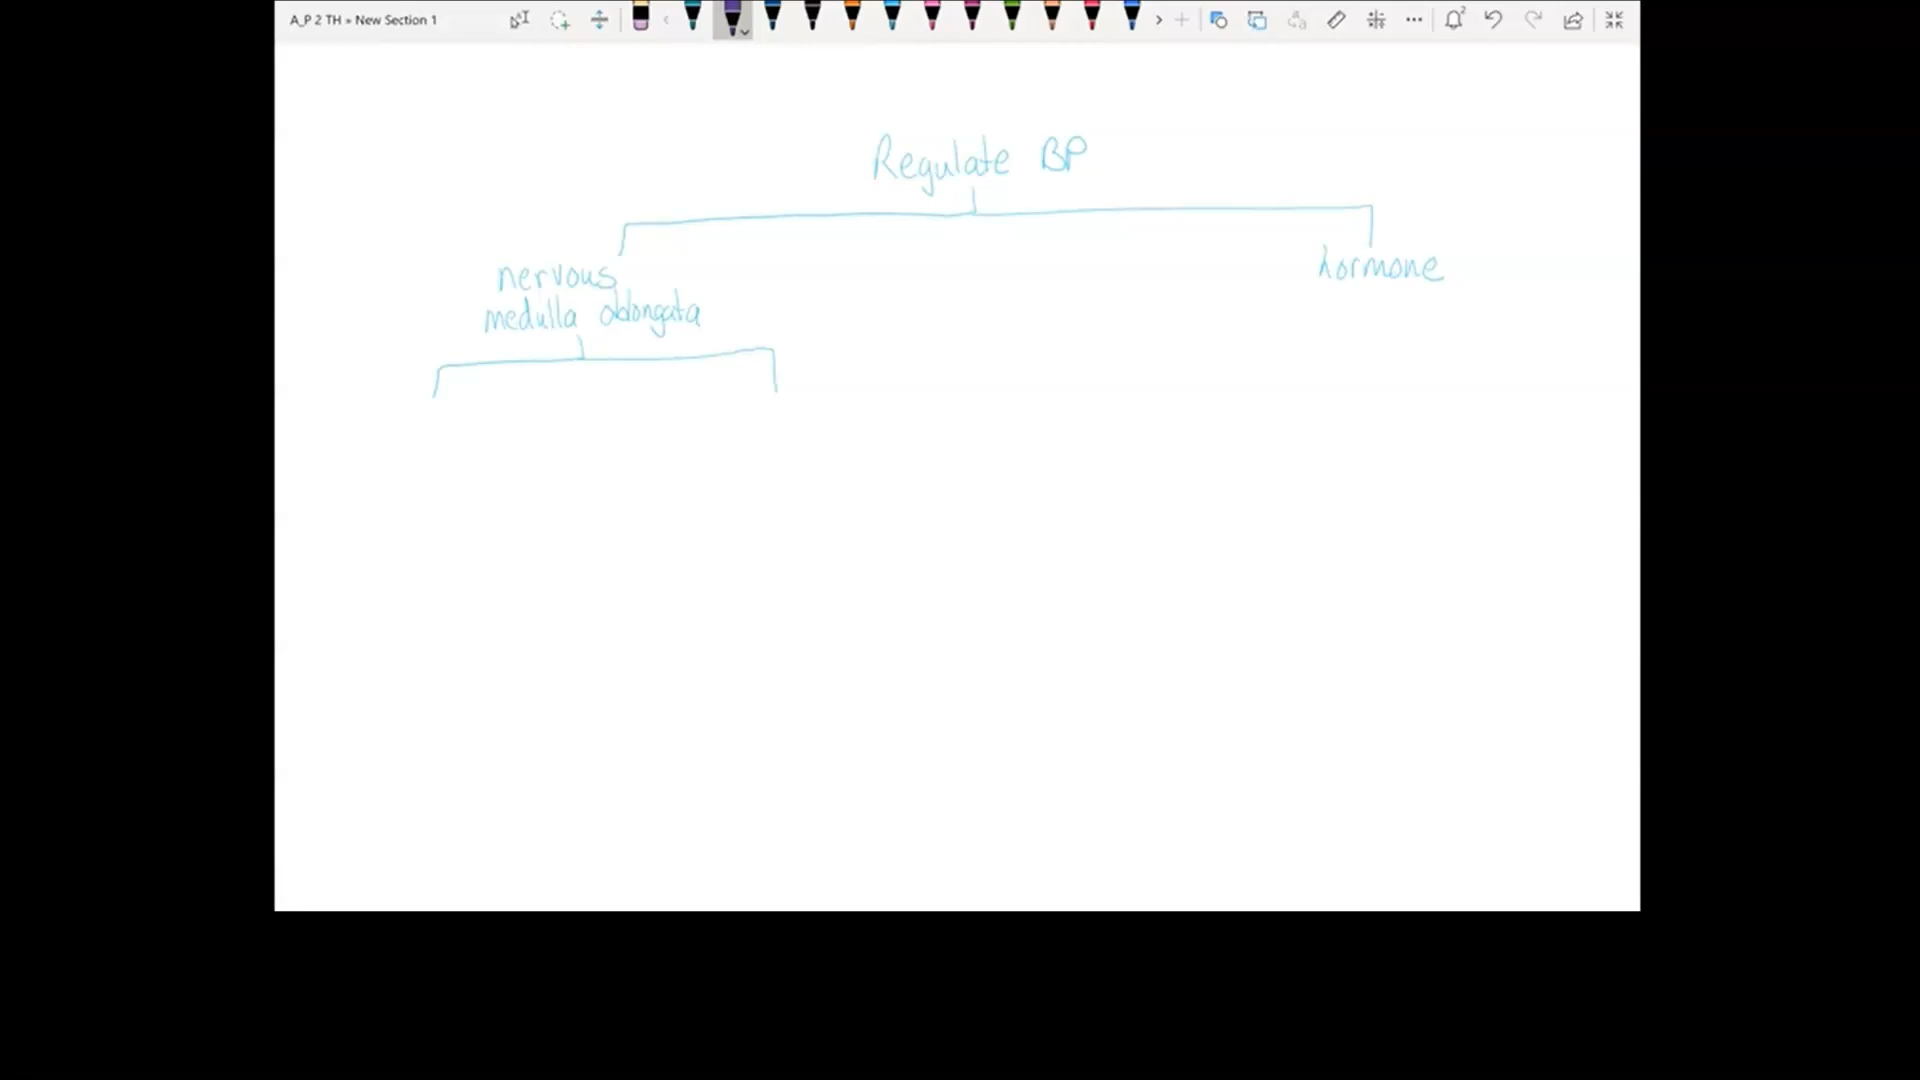 A_P 2 TH » New Section 1
Regulate BP
nervous
hormone
medulla oblongata